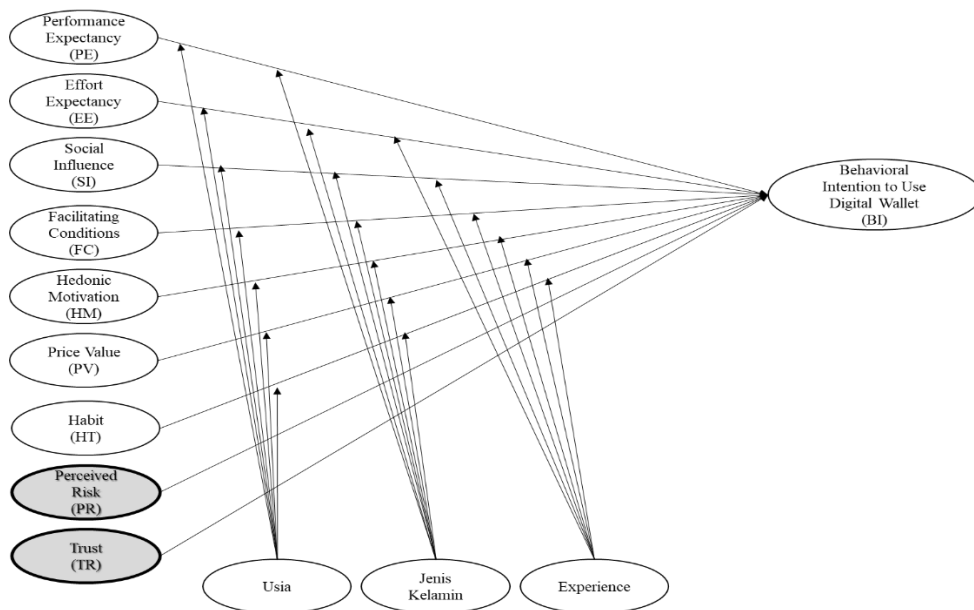 Performance
Expectancy
(PE)
Effort
Expectancy
(EE)
Social
Influence
(SI)
Facilitating
Conditions
(FC)
Hedonic
Motivation
(HM)
Price Value
(PV)
Habit
(HT)
Perceived
Risk
(PR)
Trust
(TR)
Behavioral
Intention to Use
Digital Wallet
(BI)
Usia
Jenis
Kelamin
Experience